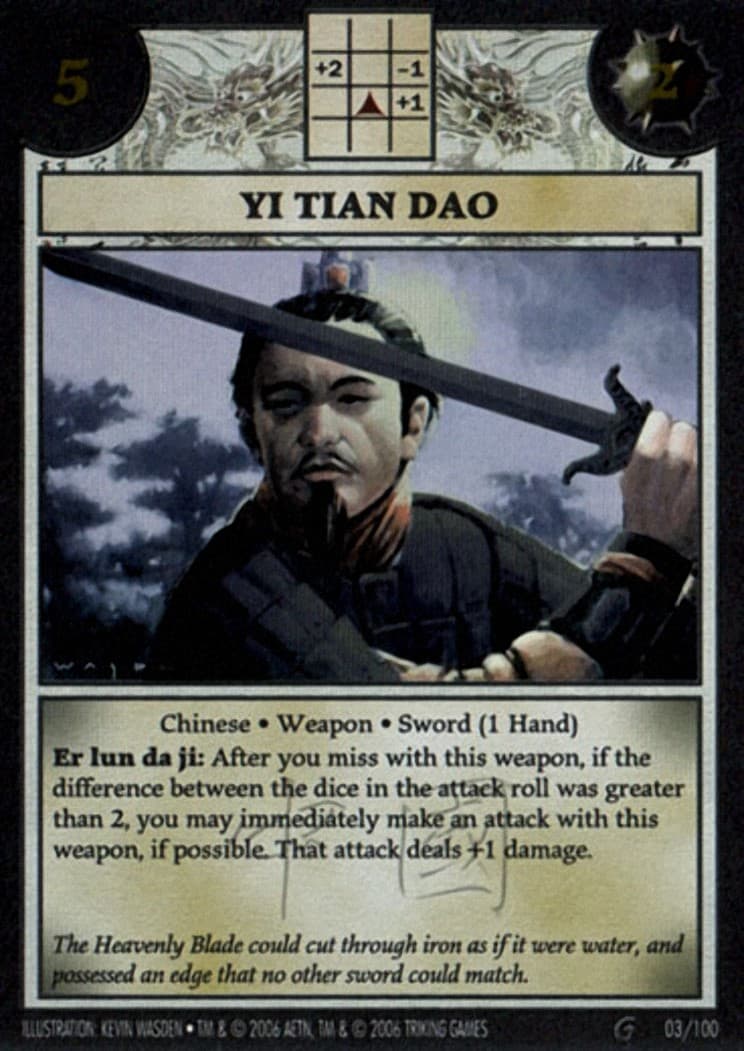 5
+2 -1
+1
2
YI TIAN DAO
Chinese • Weapon • Sword (1 Hand)
Er lun da ji: After you miss with this weapon, if the
difference between the dice in the attack roll was greater
than 2, you may immediately make an attack with this
weapon, if possible. That attack deals +1 damage.
中國
The Heavenly Blade could cut through iron as if it were water, and
possessed an edge that no other sword could match.
ILLUSTRATION: KEVIN WASDEN • TM & © 2006 AETN, TM & © 2006 TRIKING GAMES
G 03/100